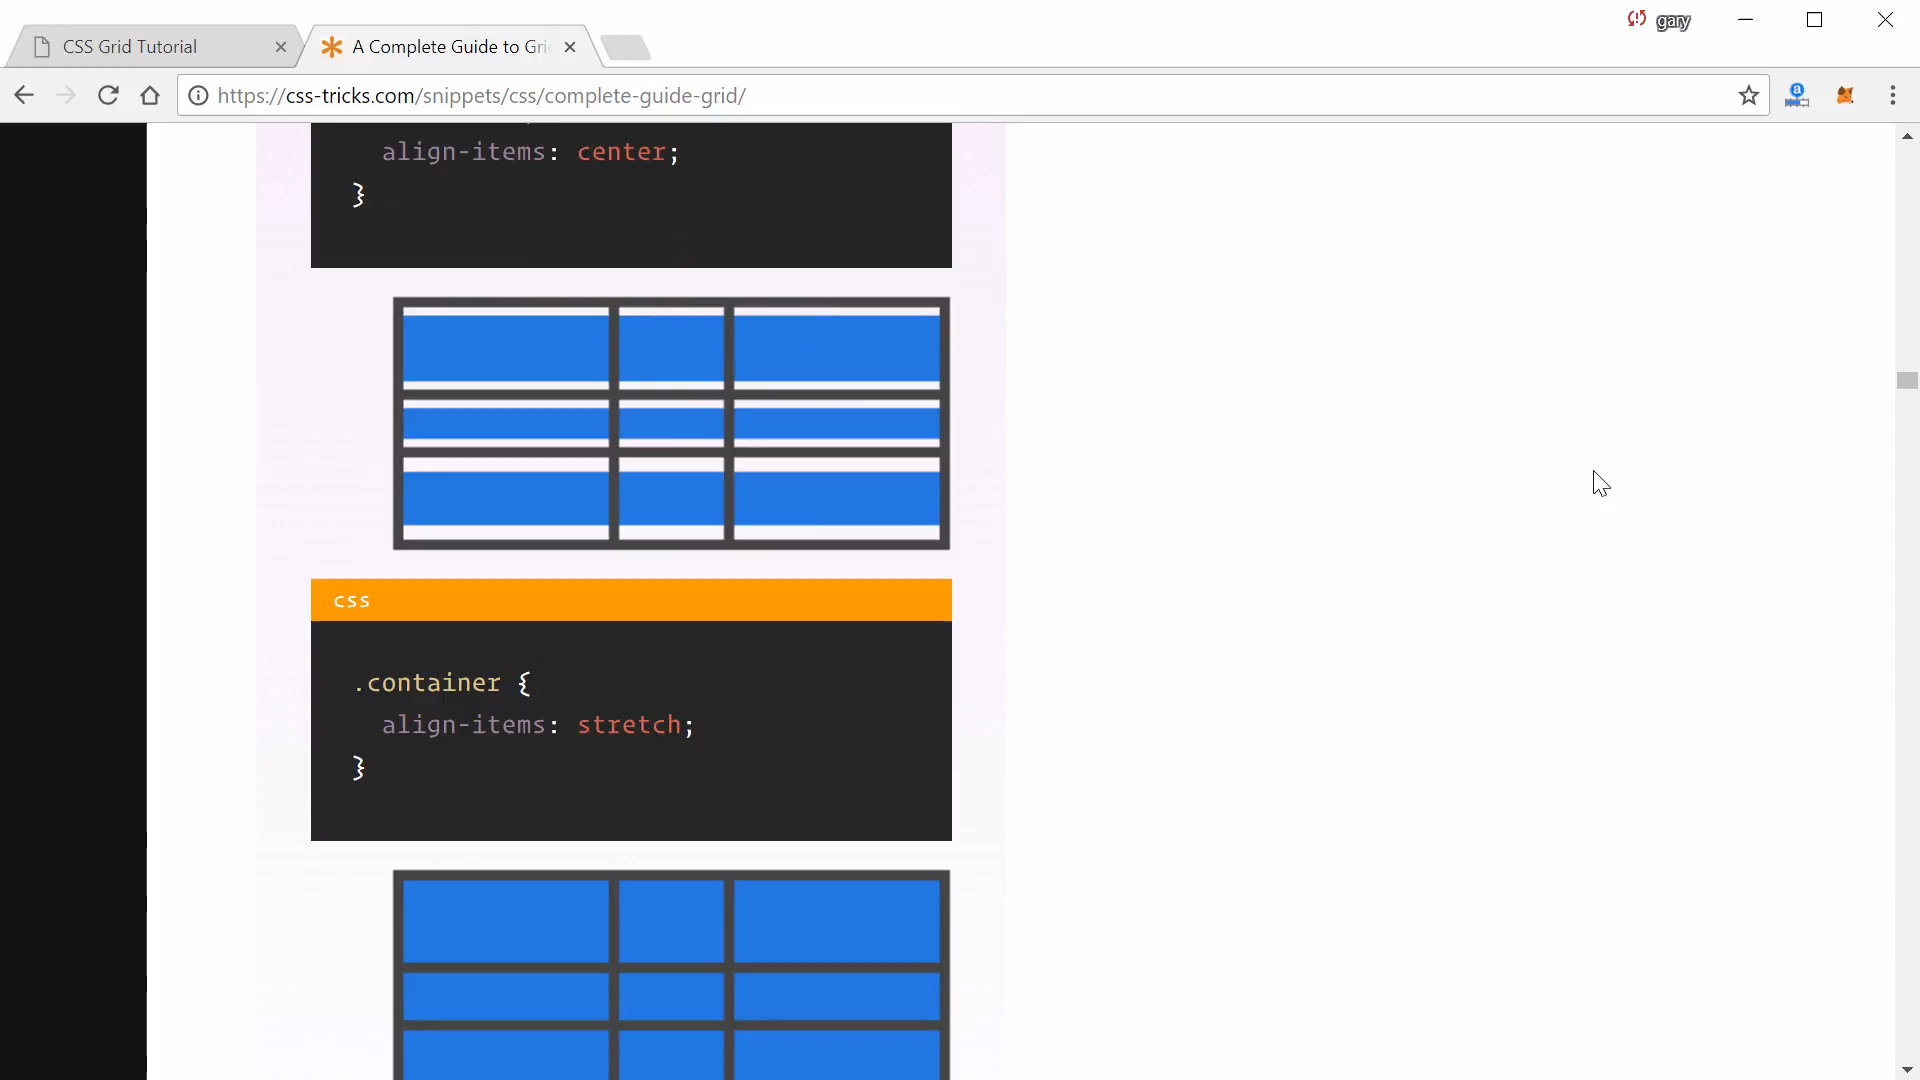 gary
CSS Grid Tutorial
A Complete Guide to Gri
https://css-tricks.com/snippets/css/complete-guide-grid/
align-items: center;
}
css
.container {
align-items: stretch;
}